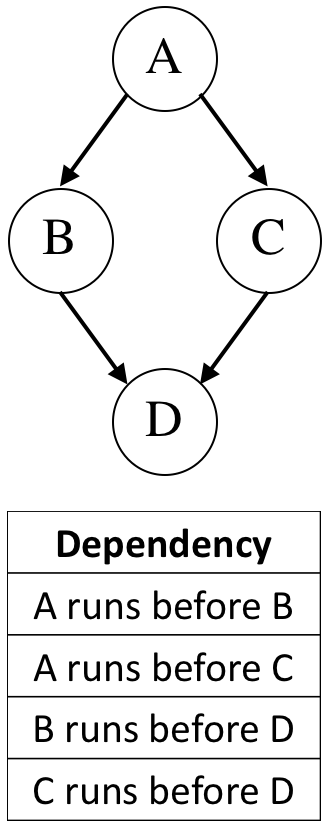 A
B C
D
Dependency
A runs before B
A runs before C
B runs before D
C runs before D